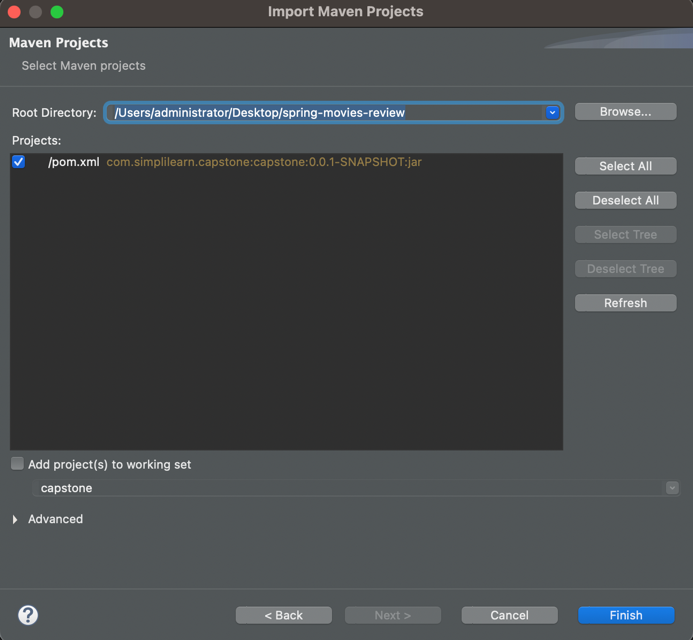 Import Maven Projects
Maven Projects
Select Maven projects
Root Directory: /Users/administrator/Desktop/spring-movies-review Browse...
Projects:
/pom.xml com.simplilearn.capstone:capstone:0.0.1-SNAPSHOT:jar
Select All
Deselect All
Select Tree
Deselect Tree
Refresh
Add project(s) to working set
capstone
Advanced
? < Back Next > Cancel Finish